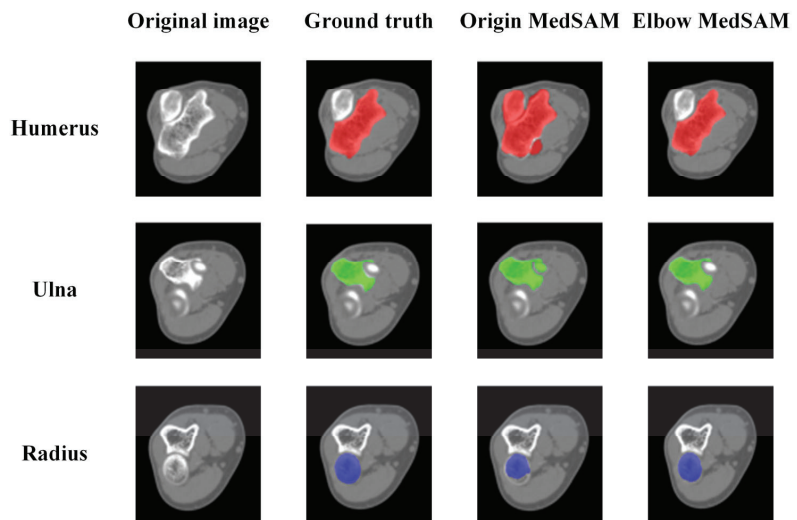 Original image Ground truth Origin MedSAM Elbow MedSAM
Humerus
Ulna
Radius